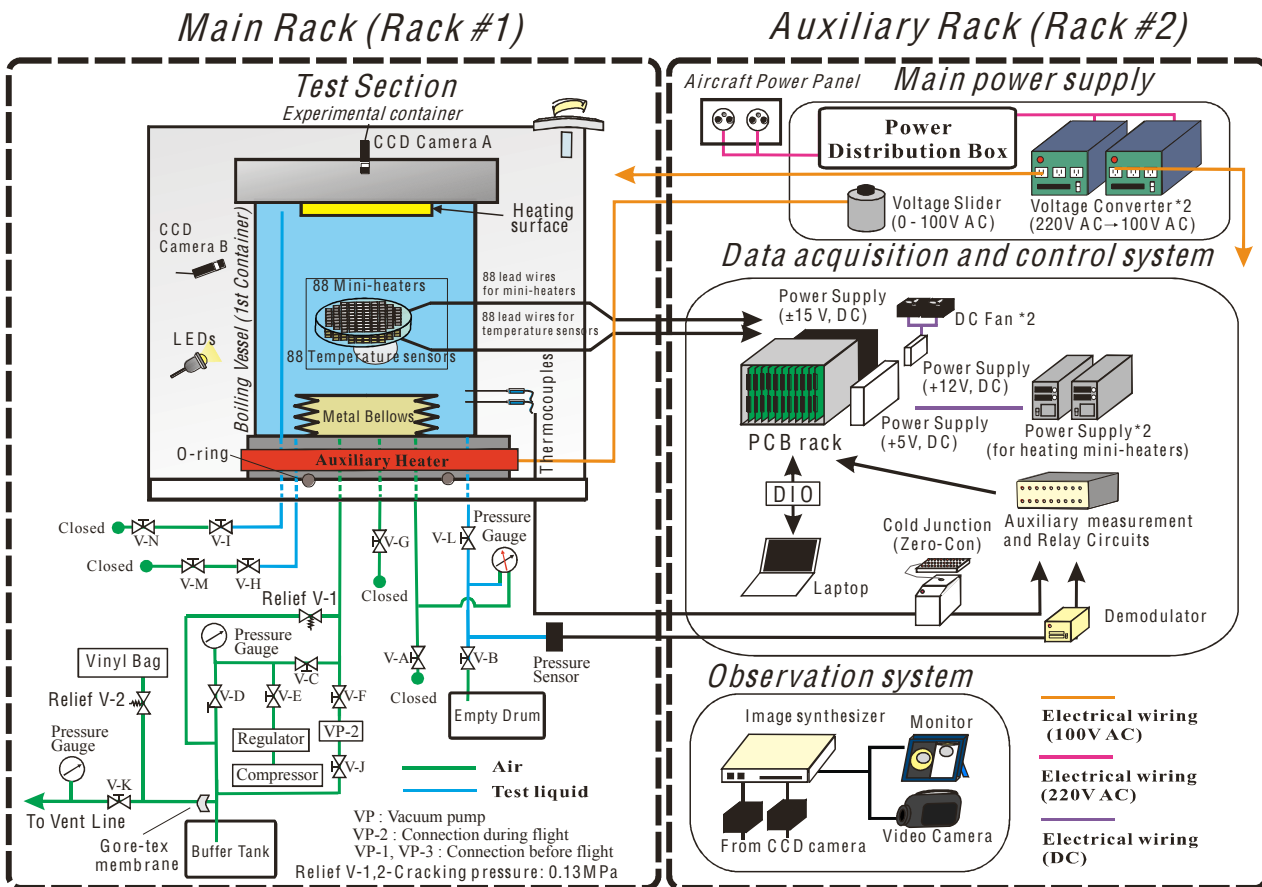 Main Rack (Rack #1)
Auxiliary Rack (Rack #2)
Test Section
Experimental container
CCD Camera A
Heating
surface
CCD
Camera B
Boiling Vessel (1st Container)
88 Mini-heaters
88 lead wires
for mini-heaters
88 lead wires for
temperature sensors
LEDs
88 Temperature sensors
Thermocouples
Metal Bellows
O-ring
Auxiliary Heater
Closed
V-N
V-I
Closed
V-M
V-H
V-G
Closed
V-L
Pressure
Gauge
Relief V-1
Pressure
Gauge
V-C
V-A
Closed
V-B
Pressure
Sensor
Vinyl Bag
Relief V-2
V-D
V-E
V-F
Empty Drum
Pressure
Gauge
Regulator
VP-2
Compressor
V-J
V-K
To Vent Line
Gore-tex
membrane
Buffer Tank
Air
Test liquid
VP : Vacuum pump
VP-2 : Connection during flight
VP-1, VP-3 : Connection before flight
Relief V-1,2-Cracking pressure: 0.13MPa
Aircraft Power Panel
Main power supply
Power
Distribution Box
Voltage Slider
(0-100V AC)
Voltage Converter*2
(220V AC→100V AC)
Data acquisition and control system
Power Supply
(±15 V, DC)
DC Fan *2
Power Supply
(+12V, DC)
PCB rack
Power Supply
(+5V, DC)
Power Supply*2
(for heating mini-heaters)
DIO
Laptop
Cold Junction
(Zero-Con)
Auxiliary measurement
and Relay Circuits
Demodulator
Observation system
Image synthesizer
Monitor
From CCD camera
Video Camera
Electrical wiring
(100V AC)
Electrical wiring
(220V AC)
Electrical wiring
(DC)